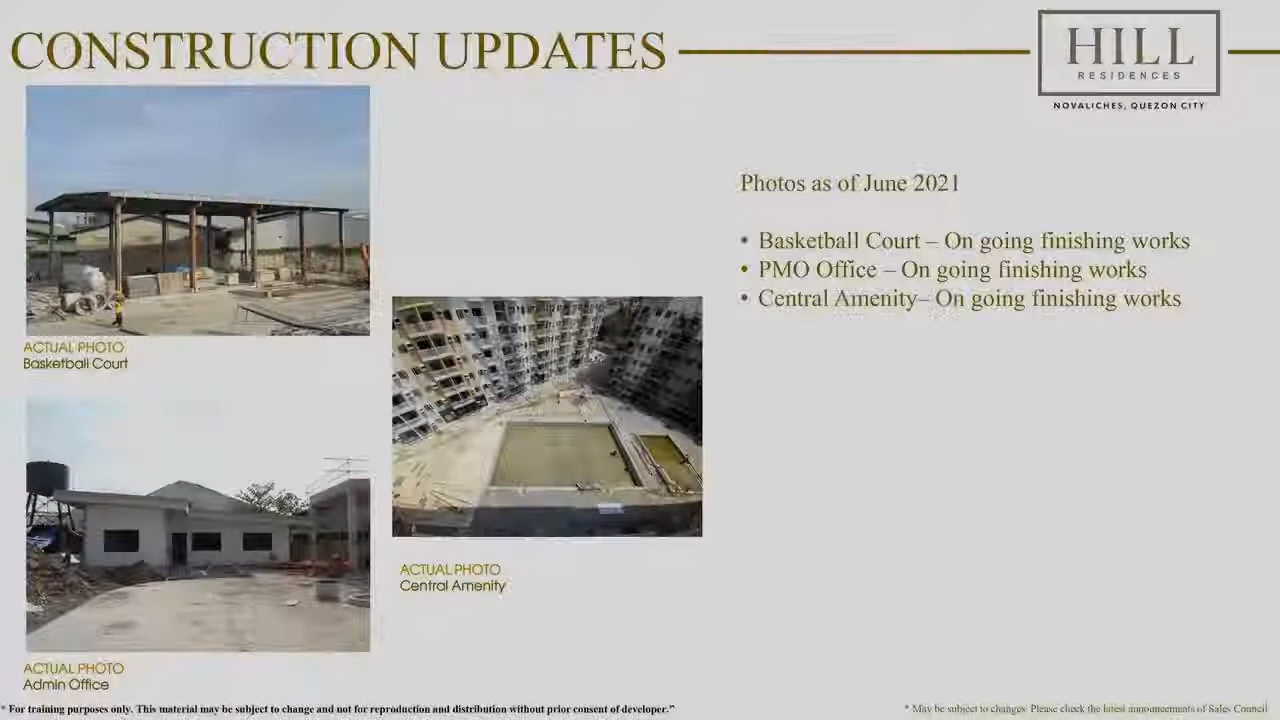 CONSTRUCTION UPDATES
HILL
RESIDENCES
NOVALICHES, QUEZON CITY
Photos as of June 2021
• Basketball Court – On going finishing works
• PMO Office – On going finishing works
• Central Amenity– On going finishing works
ACTUAL PHOTO
Basketball Court
ACTUAL PHOTO
Central Amenity
ACTUAL PHOTO
Admin Office
* For training purposes only. This material may be subject to change and not for reproduction and distribution without prior consent of developer."
* May be subject to changes. Please check the latest announcements of Sales Council